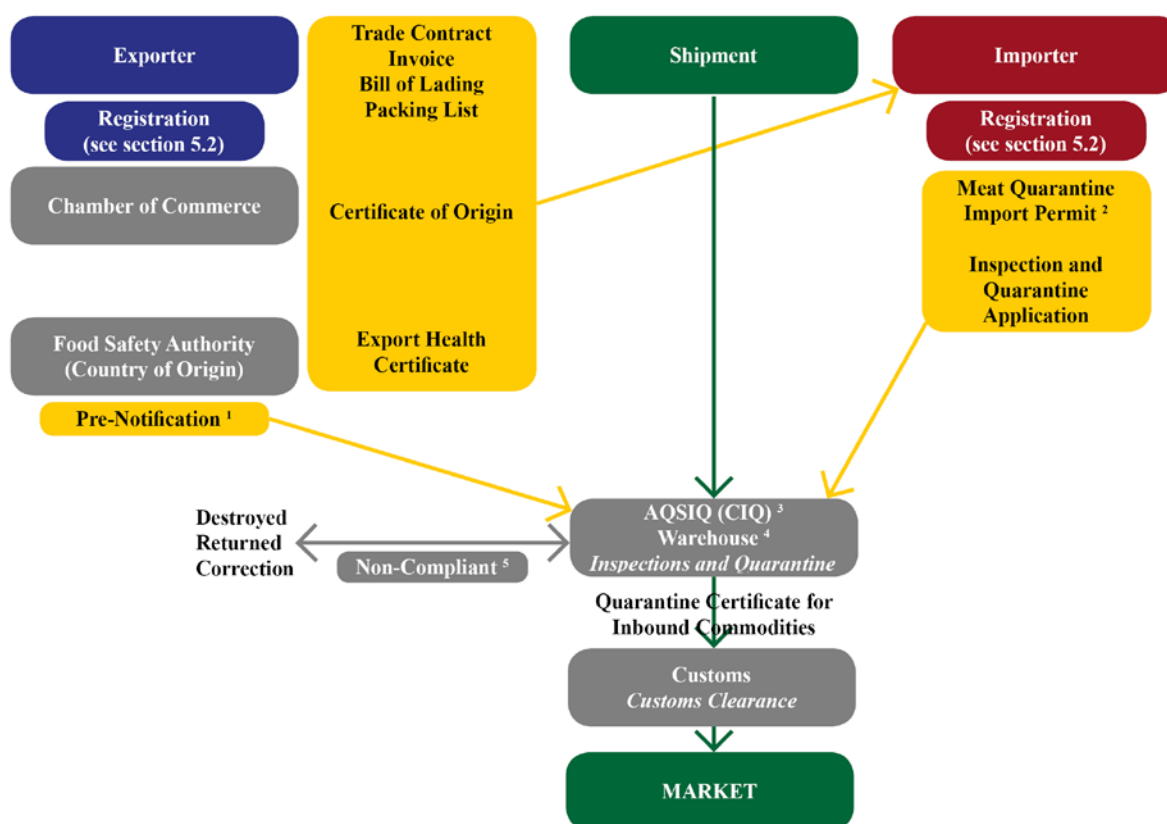 Exporter
Registration
(see section 5.2)
Chamber of Commerce
Food Safety Authority
(Country of Origin)
Pre-Notification ¹
Trade Contract
Invoice
Bill of Lading
Packing List
Certificate of Origin
Export Health
Certificate
Shipment
Importer
Registration
(see section 5.2)
Meat Quarantine
Import Permit ²
Inspection and
Quarantine
Application
AQSIQ (CIQ) ³
Warehouse ⁴
Inspections and Quarantine
Destroyed
Returned
Correction
Non-Compliant ⁵
Quarantine Certificate for
Inbound Commodities
Customs
Customs Clearance
MARKET